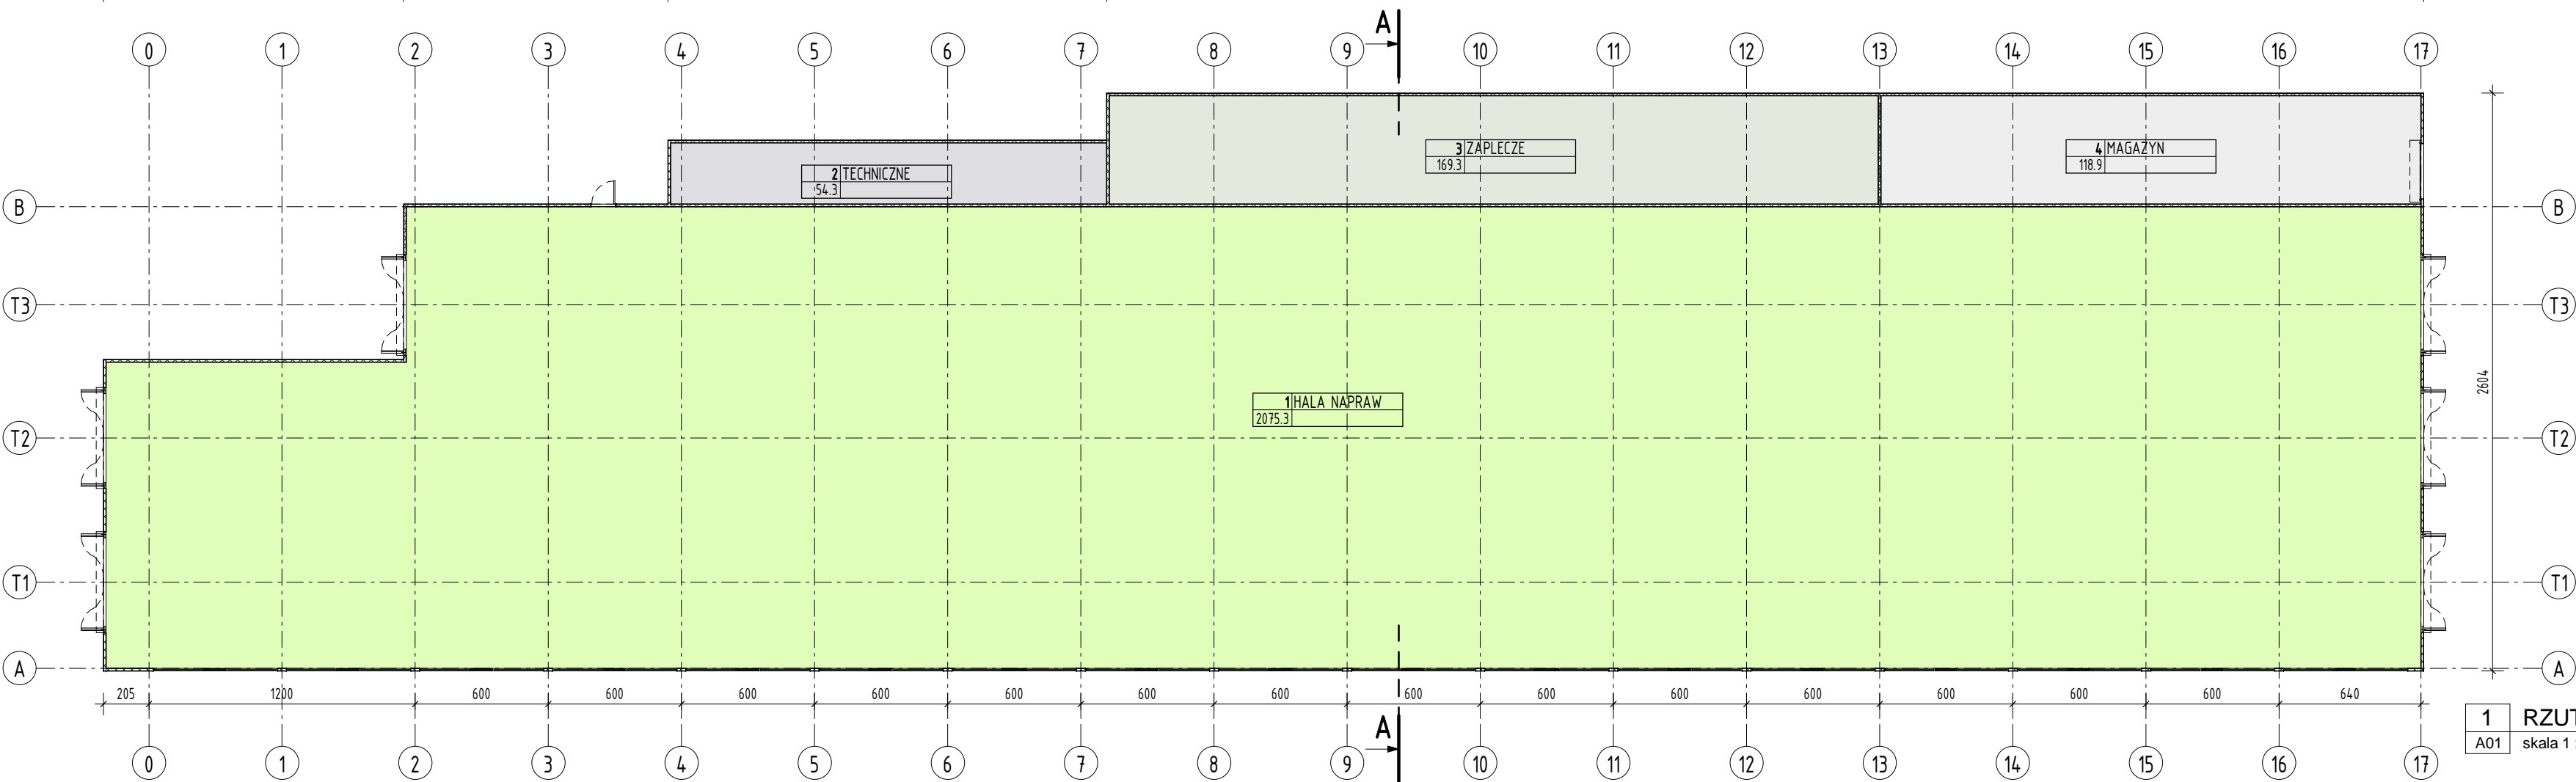 A
0 1 2 3 4 5 6 7 8 9 10 11 12 13 14 15 16 17
3 ZAPLECZE
169.3
4 MAGAZYN
118.9
2 TECHNICZNE
54.3
B B
T3 T3
2604
1 HALA NAPRAW
2075.3
T2 T2
T1 T1
A A
205 1200 600 600 600 600 600 600 600 600 600 600 600 600 600 600 640
A
1 RZUT
A01 skala 1
0 1 2 3 4 5 6 7 8 9 10 11 12 13 14 15 16 17